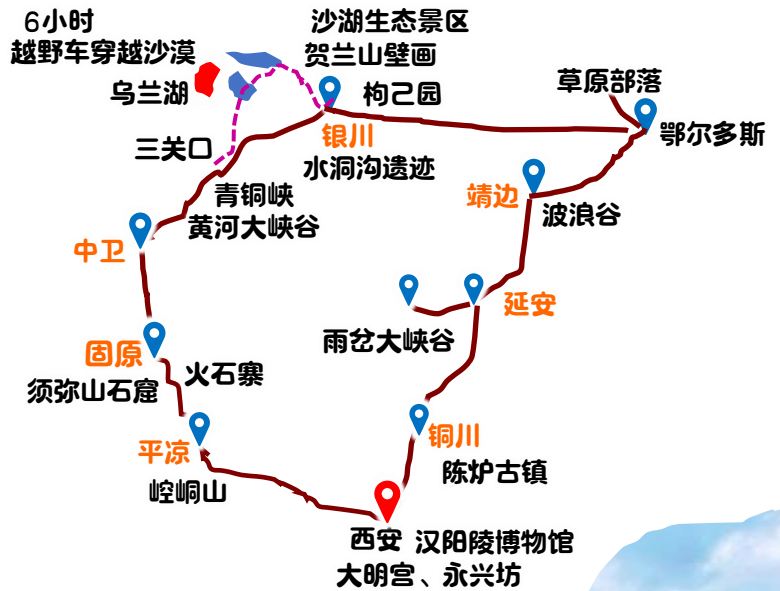 6小时
越野车穿越沙漠
沙湖生态景区
贺兰山壁画
乌兰湖
枸己园
草原部落
鄂尔多斯
三关口
银川
水洞沟遗迹
青铜峡
黄河大峡谷
靖边
波浪谷
中卫
延安
雨岔大峡谷
固原
火石寨
须弥山石窟
平凉
铜川
崆峒山
陈炉古镇
西安 汉阳陵博物馆
大明宫、永兴坊